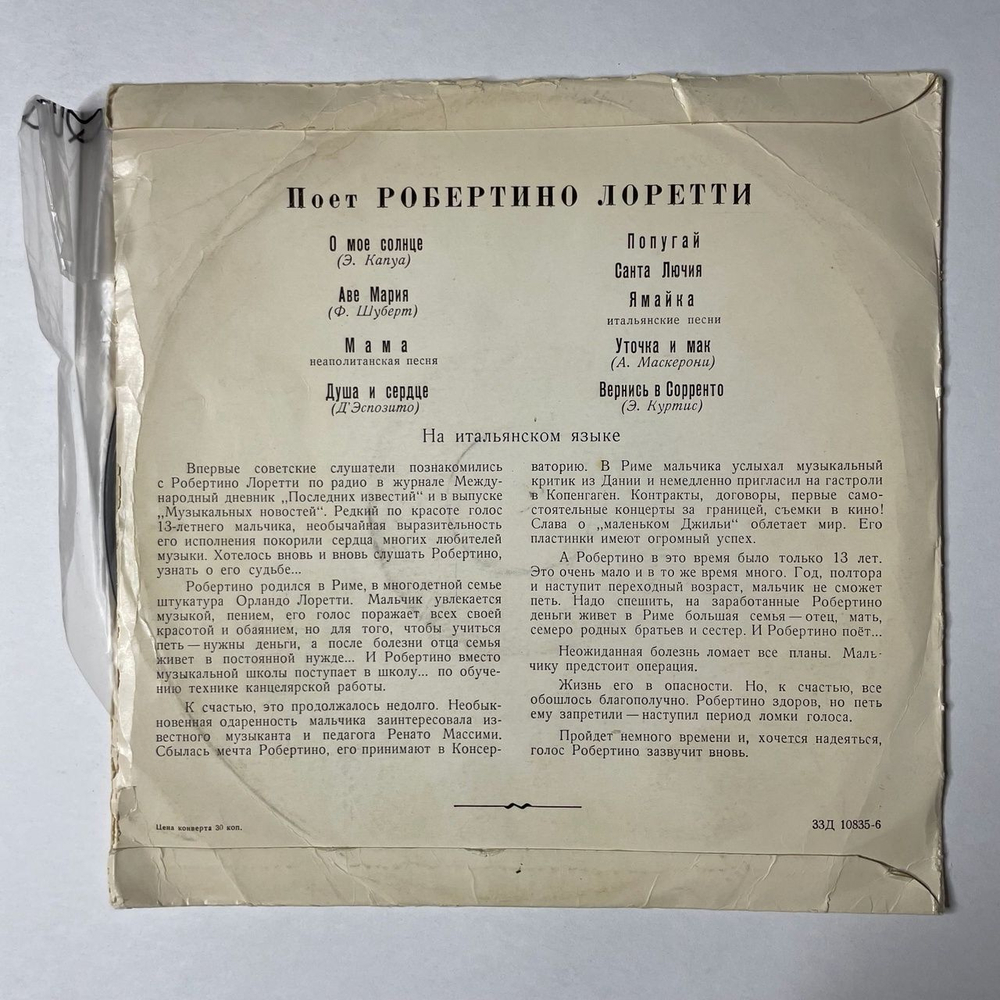 Поет РОБЕРТИНО ЛОРЕТТИ
О мое солнце
(Э. Капуа)
Аве Мария
(Ф. Шуберт)
Мама
неаполитанская песня
Душа и сердце
(Д'Эспозито)
Попугай
Санта Лючия
Ямайка
итальянские песни
Уточка и мак
(А. Маскерони)
Вернись в Сорренто
(Э. Куртис)
На итальянском языке
Впервые советские слушатели познакомились
с Робертино Лоретти по радио в журнале Между-
народный дневник „Последних известий“ и в выпуске
„Музыкальных новостей“. Редкий по красоте голос
13-летнего мальчика, необычайная выразительность
его исполнения покорили сердца многих любителей
музыки. Хотелось вновь и вновь слушать Робертино,
узнать о его судьбе...
Робертино родился в Риме, в многодетной семье
штукатура Орландо Лоретти. Мальчик увлекается
музыкой, пением, его голос поражает всех своей
красотой и обаянием, но для того, чтобы учиться
петь — нужны деньги, а после болезни отца семья
живет в постоянной нужде... И Робертино вместо
музыкальной школы поступает в школу... по обуче-
нию технике канцелярской работы.
К счастью, это продолжалось недолго. Необык-
новенная одаренность мальчика заинтересовала из-
вестного музыканта и педагога Ренато Массими.
Сбылась мечта Робертино, его принимают в Консер-
ваторию. В Риме мальчика услыхал музыкальный
критик из Дании и немедленно пригласил на гастроли
в Копенгаген. Контракты, договоры, первые само-
стоятельные концерты за границей, съемки в кино!
Слава о „маленьком Джильи“ облетает мир. Его
пластинки имеют огромный успех.
А Робертино в это время было только 13 лет.
Это очень мало и в то же время много. Год, полтора
и наступит переходный возраст, мальчик не сможет
петь. Надо спешить, на заработанные Робертино
деньги живет в Риме большая семья — отец, мать,
семеро родных братьев и сестер. И Робертино поёт...
Неожиданная болезнь ломает все планы. Маль-
чику предстоит операция.
Жизнь его в опасности. Но, к счастью, все
обошлось благополучно. Робертино здоров, но петь
ему запретили — наступил период ломки голоса.
Пройдет немного времени и, хочется надеяться,
голос Робертино зазвучит вновь.
Цена конверта 30 коп.
33Д 10835-6